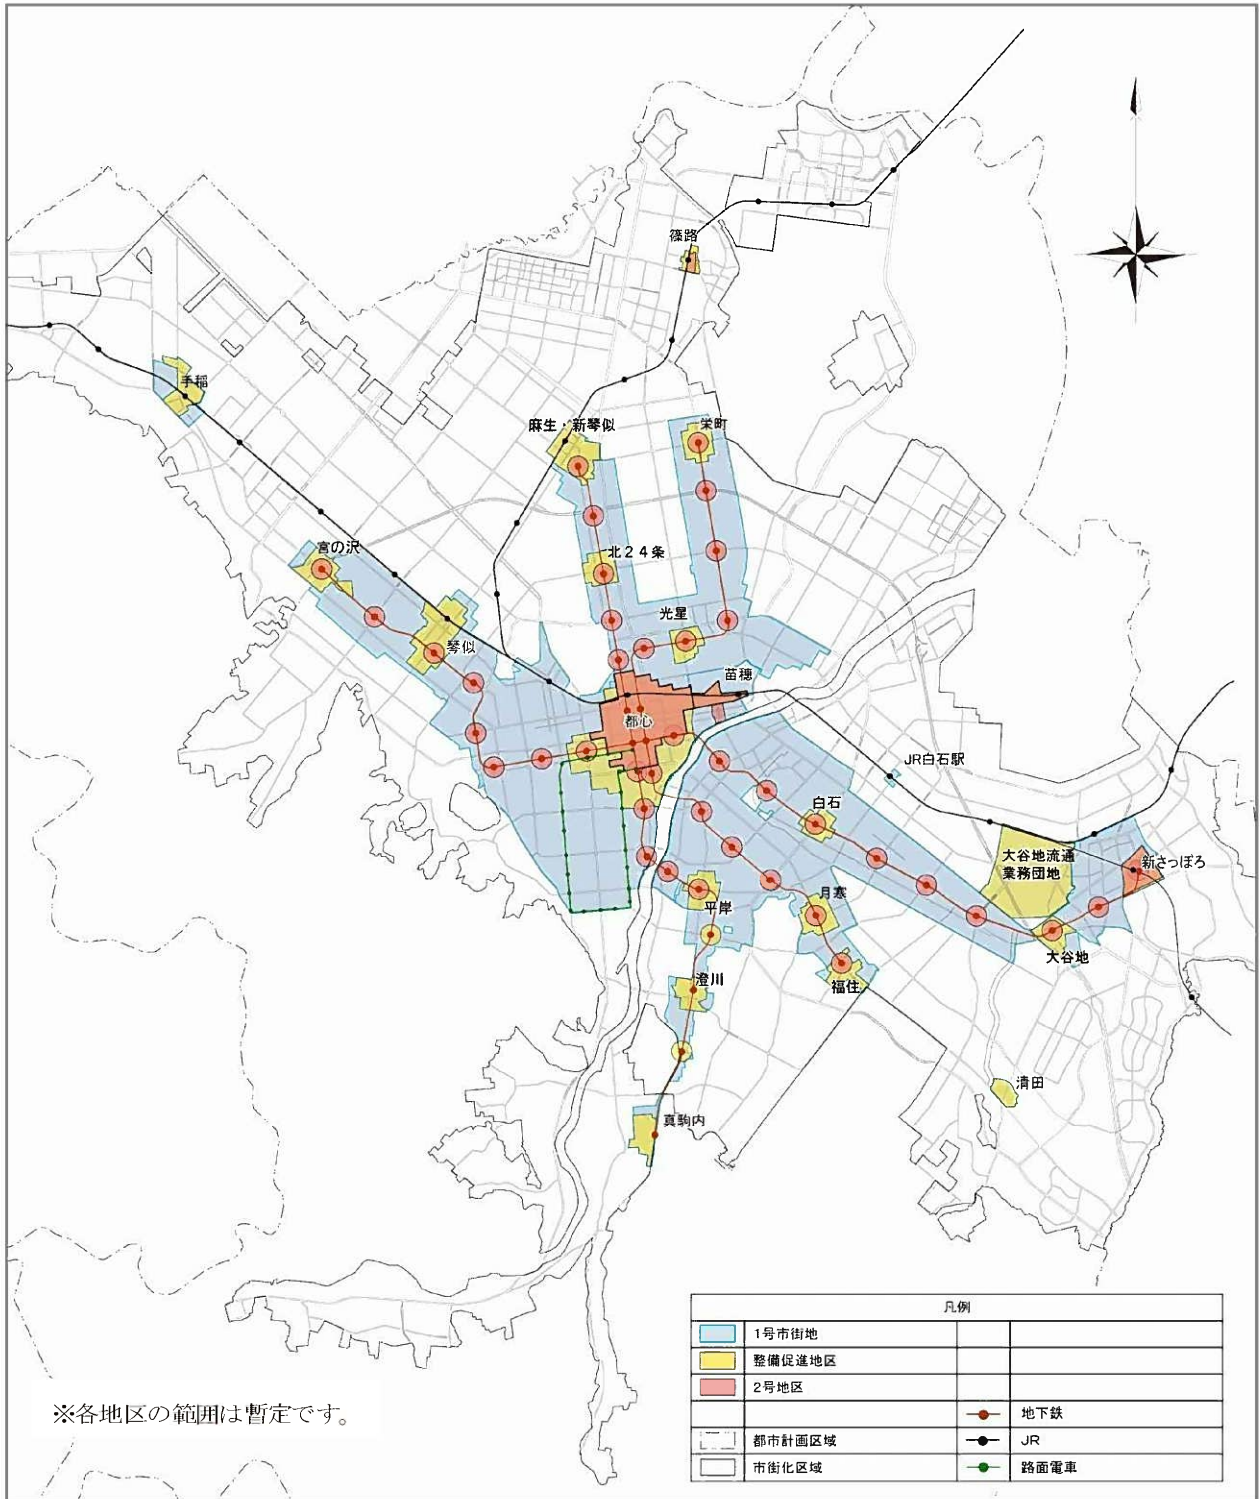 篠路
手稲
麻生・新琴似
栄町
宮の沢
北24条
光星
琴似
苗穂
都心
JR白石駅
白石
大谷地流通
業務団地
新さっぽろ
月寒
平岸
大谷地
澄川
福住
清田
真駒内
凡例
1号市街地
整備促進地区
2号地区
地下鉄
都市計画区域
JR
市街化区域
路面電車
※各地区の範囲は暫定です。